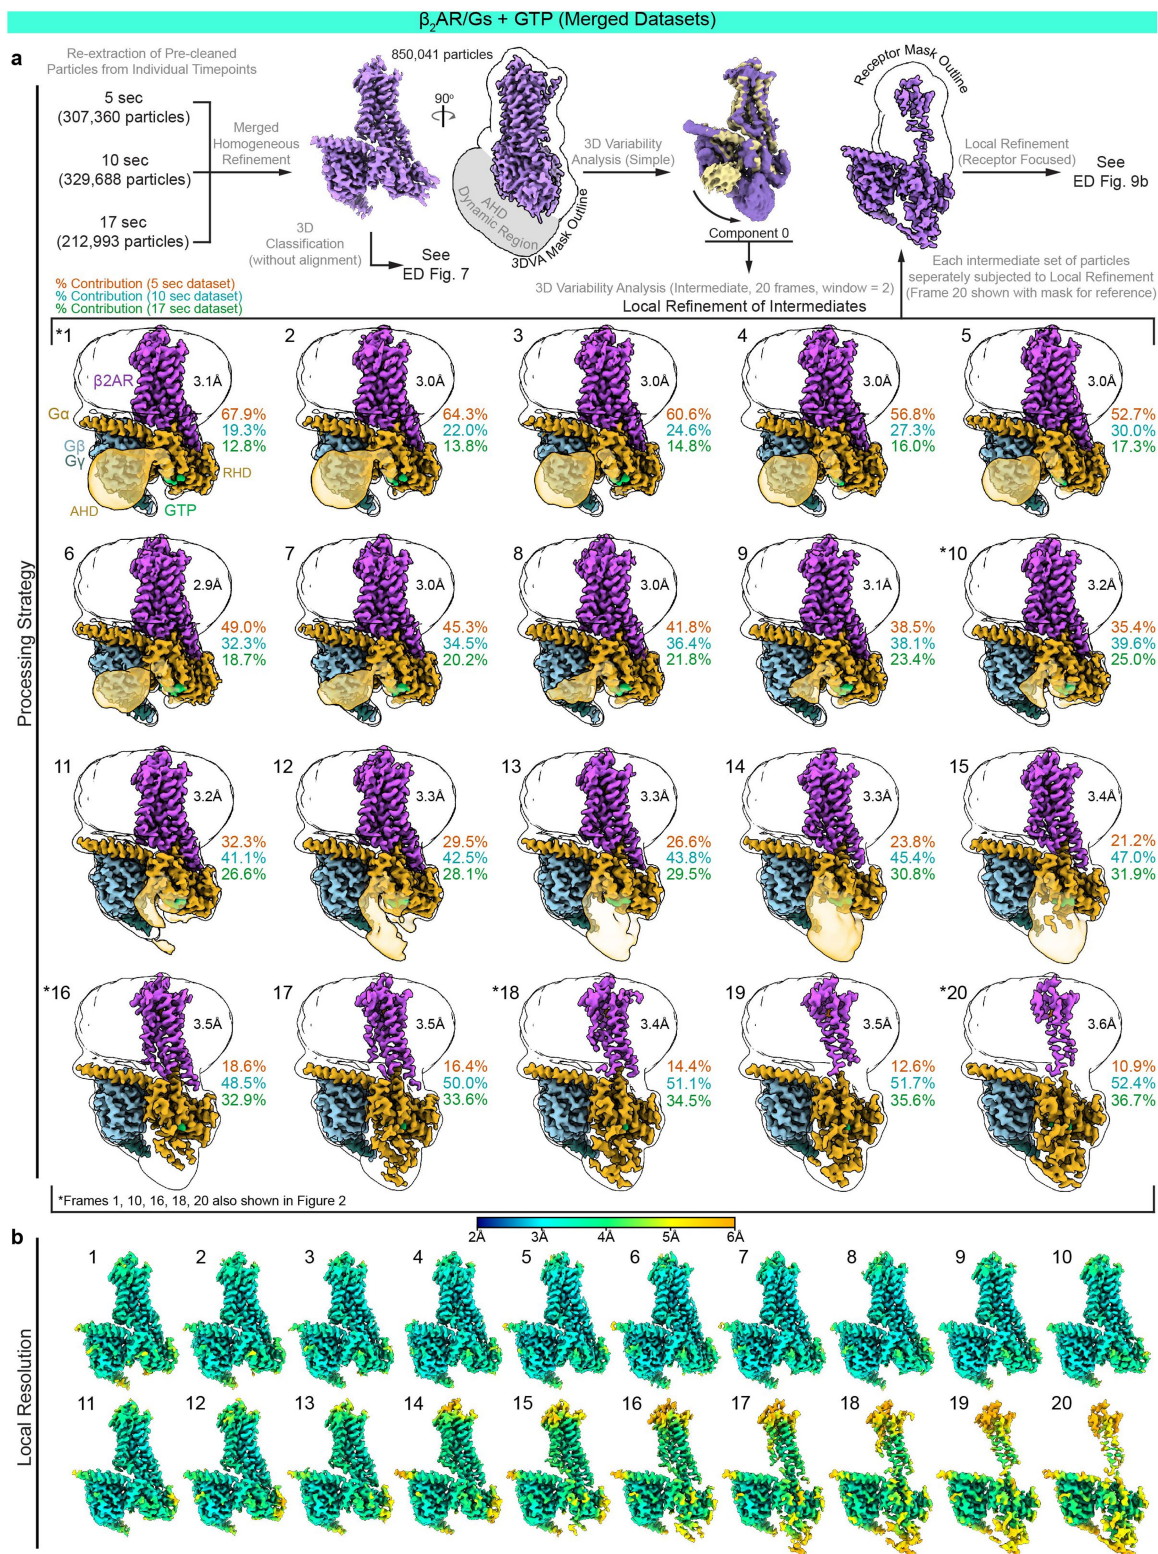 β₂AR/Gs + GTP (Merged Datasets)
a
Re-extraction of Pre-cleaned
Particles from Individual Timepoints
5 sec
(307,360 particles)
10 sec
(329,688 particles)
17 sec
(212,993 particles)
Merged
Homogeneous
Refinement
850,041 particles
90°
AHD
Dynamic Region
3DVA Mask Outline
3D
Classification
(without alignment)
See
ED Fig. 7
3D Variability
Analysis (Simple)
Component 0
Receptor Mask Outline
Local Refinement
(Receptor Focused)
See
ED Fig. 9b
Each intermediate set of particles
seperately subjected to Local Refinement
(Frame 20 shown with mask for reference)
3D Variability Analysis (Intermediate, 20 frames, window = 2)
Local Refinement of Intermediates
% Contribution (5 sec dataset)
% Contribution (10 sec dataset)
% Contribution (17 sec dataset)
Processing Strategy
*1
β2AR
3.1Å
Gα
67.9%
19.3%
12.8%
Gβ
Gγ
RHD
AHD
GTP
2
3.0Å
64.3%
22.0%
13.8%
3
3.0Å
60.6%
24.6%
14.8%
4
3.0Å
56.8%
27.3%
16.0%
5
3.0Å
52.7%
30.0%
17.3%
6
2.9Å
49.0%
32.3%
18.7%
7
3.0Å
45.3%
34.5%
20.2%
8
3.0Å
41.8%
36.4%
21.8%
9
3.1Å
38.5%
38.1%
23.4%
*10
3.2Å
35.4%
39.6%
25.0%
11
3.2Å
32.3%
41.1%
26.6%
12
3.3Å
29.5%
42.5%
28.1%
13
3.3Å
26.6%
43.8%
29.5%
14
3.3Å
23.8%
45.4%
30.8%
15
3.4Å
21.2%
47.0%
31.9%
*16
3.5Å
18.6%
48.5%
32.9%
17
3.5Å
16.4%
50.0%
33.6%
*18
3.4Å
14.4%
51.1%
34.5%
19
3.5Å
12.6%
51.7%
35.6%
*20
3.6Å
10.9%
52.4%
36.7%
*Frames 1, 10, 16, 18, 20 also shown in Figure 2
b
2Å 3Å 4Å 5Å 6Å
Local Resolution
1 2 3 4 5 6 7 8 9 10
11 12 13 14 15 16 17 18 19 20